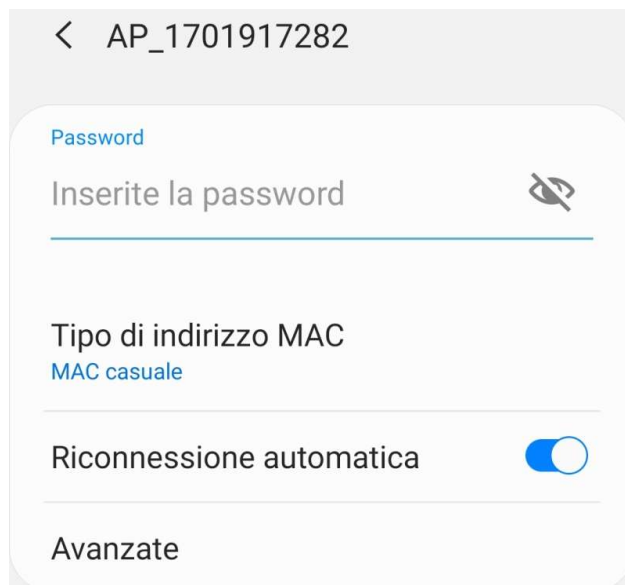 AP_1701917282
Password
Inserite la password
Tipo di indirizzo MAC
MAC casuale
Riconnessione automatica
Avanzate